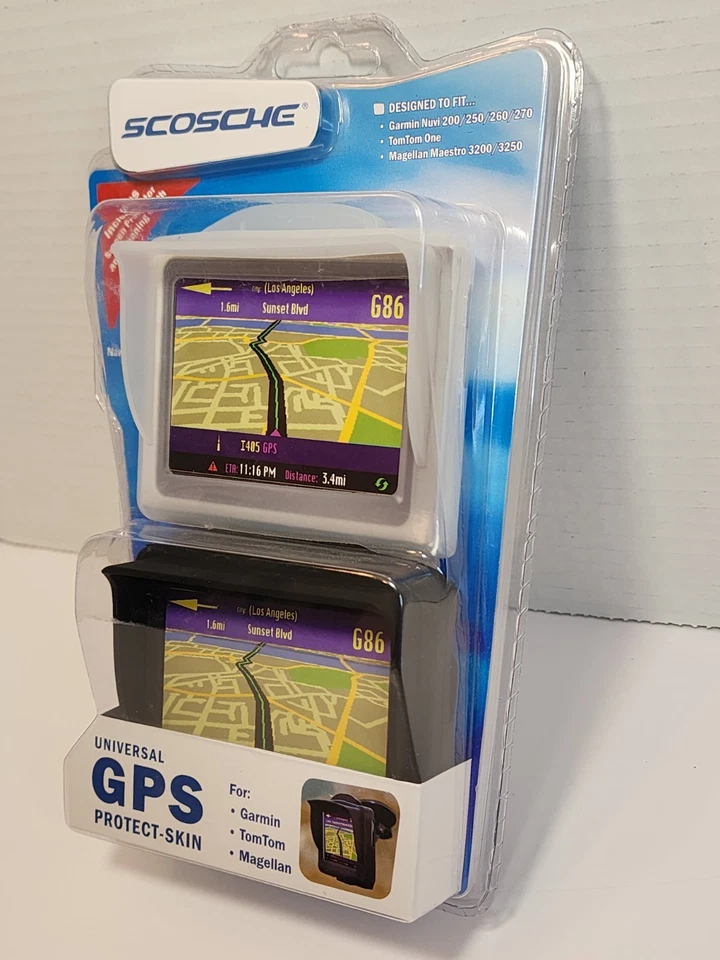 SCOSCHE®
DESIGNED TO FIT...
• Garmin Nuvi 200/250/260/270
• TomTom One
• Magellan Maestro 3200/3250
Includes
(Los Angeles)
1.6mi Sunset Blvd G86
I405 GPS
ETA: 11:16 PM Distance: 3.4mi
(Los Angeles)
1.6mi Sunset Blvd G86
UNIVERSAL
GPS
PROTECT-SKIN
For:
• Garmin
• TomTom
• Magellan